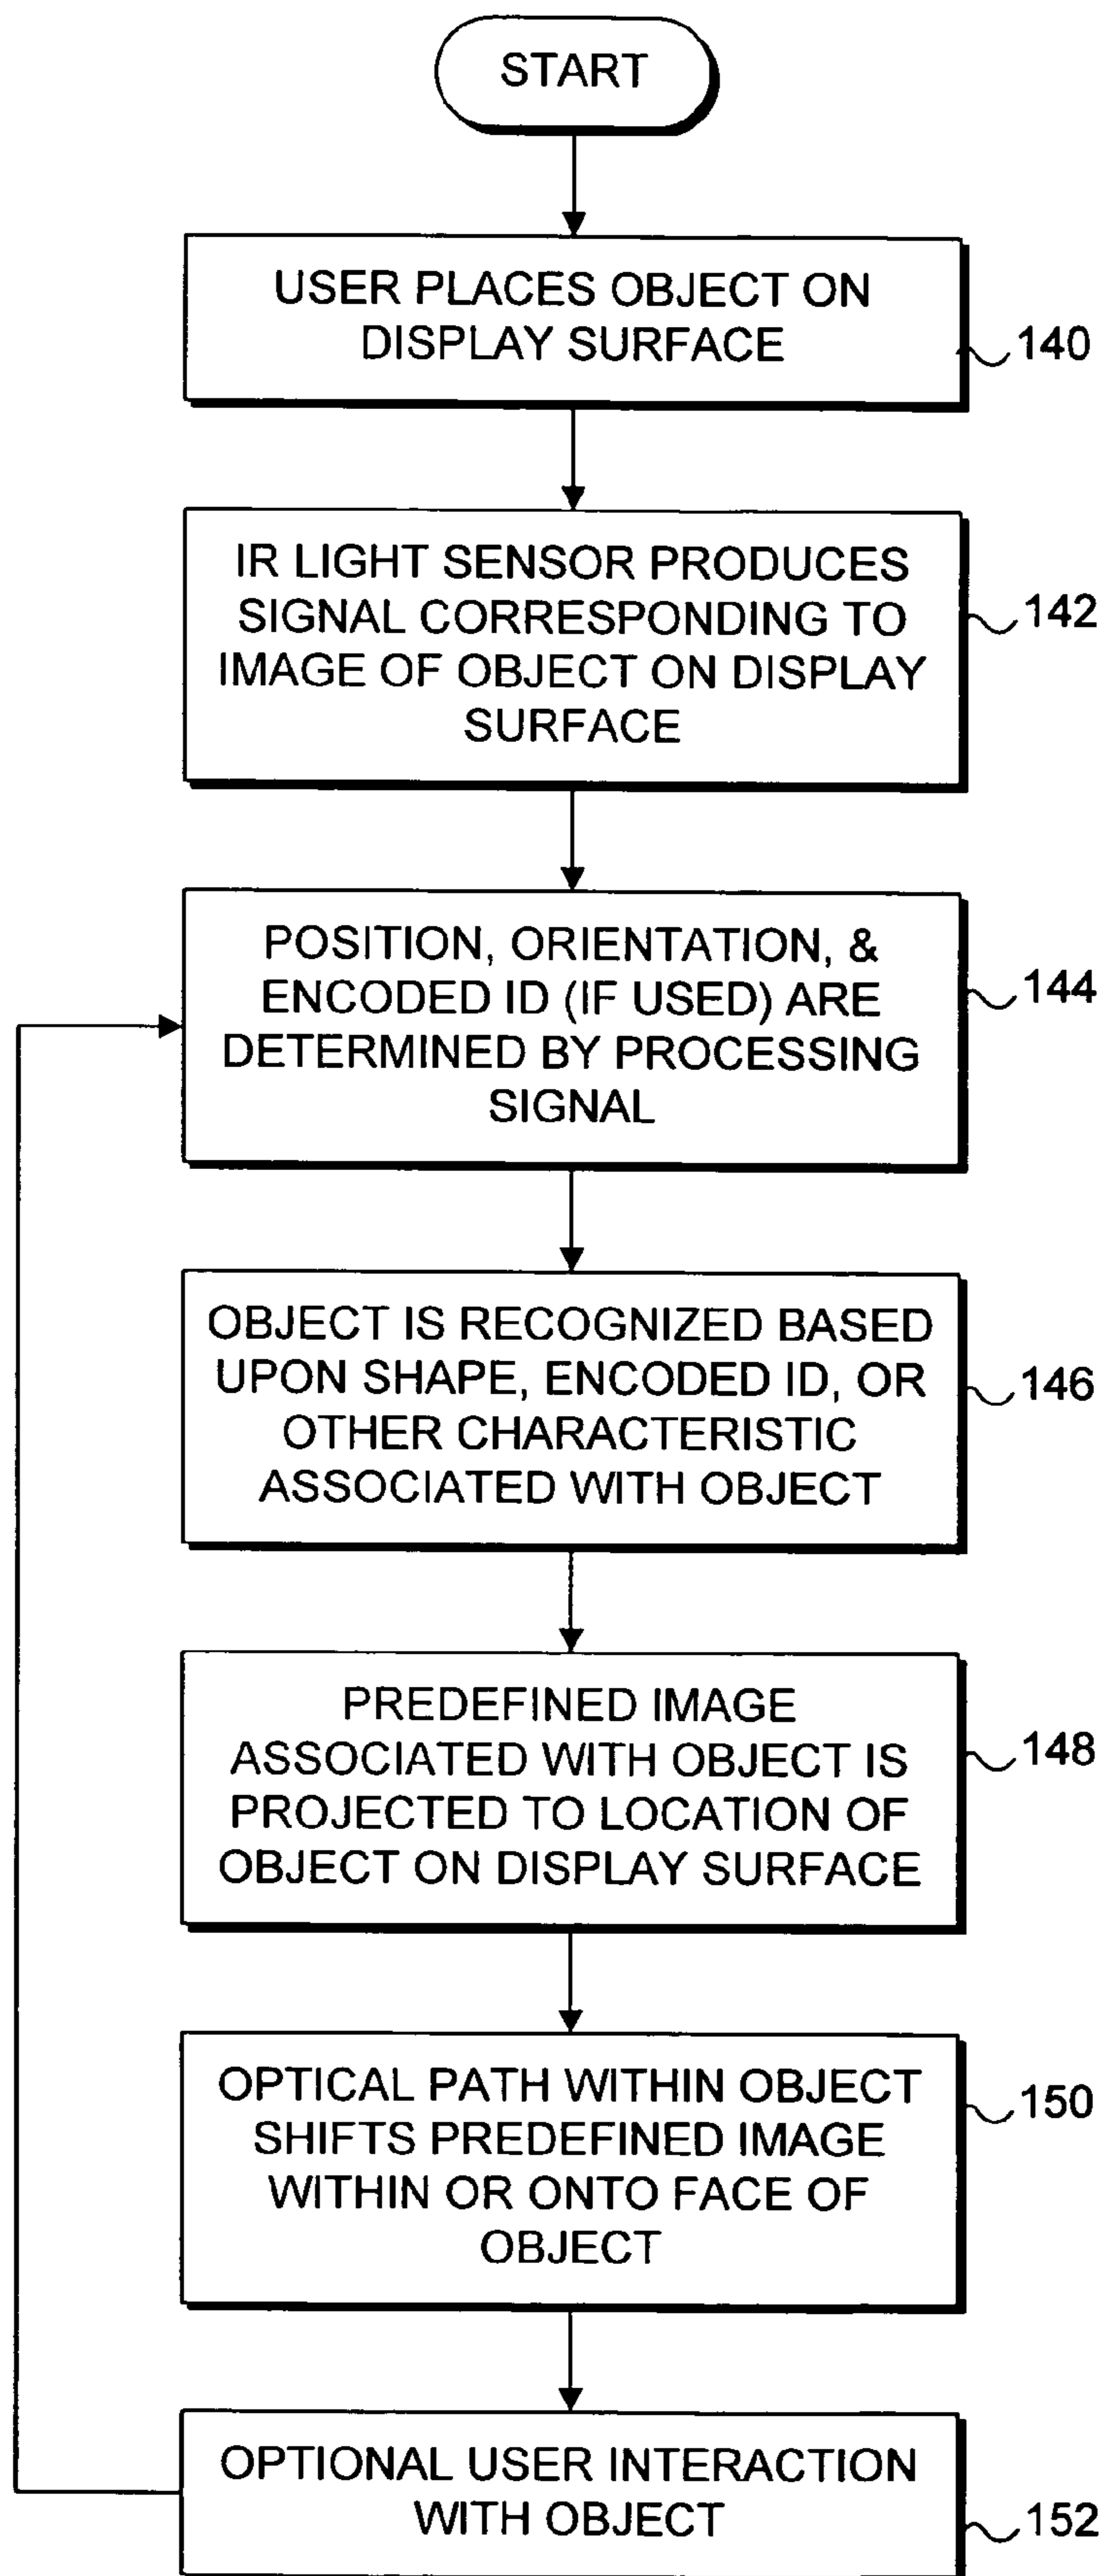 START
USER PLACES OBJECT ON
DISPLAY SURFACE
140
IR LIGHT SENSOR PRODUCES
SIGNAL CORRESPONDING TO
IMAGE OF OBJECT ON DISPLAY
SURFACE
142
POSITION, ORIENTATION, &
ENCODED ID (IF USED) ARE
DETERMINED BY PROCESSING
SIGNAL
144
OBJECT IS RECOGNIZED BASED
UPON SHAPE, ENCODED ID, OR
OTHER CHARACTERISTIC
ASSOCIATED WITH OBJECT
146
PREDEFINED IMAGE
ASSOCIATED WITH OBJECT IS
PROJECTED TO LOCATION OF
OBJECT ON DISPLAY SURFACE
148
OPTICAL PATH WITHIN OBJECT
SHIFTS PREDEFINED IMAGE
WITHIN OR ONTO FACE OF
OBJECT
150
OPTIONAL USER INTERACTION
WITH OBJECT
152